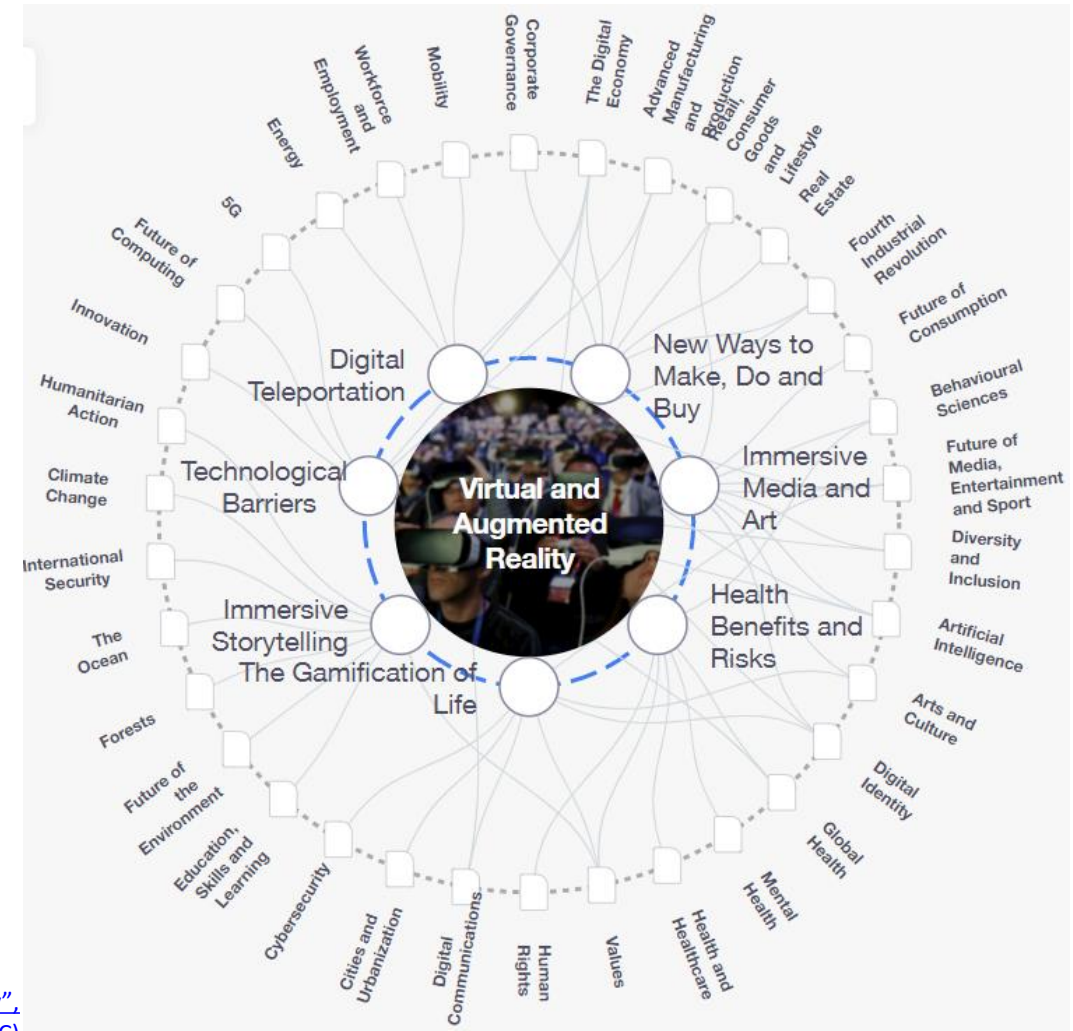 Corporate
Governance
The Digital
Economy
Advanced
Manufacturing
and
Production
Retail,
Consumer
Goods
and
Lifestyle
Real
Estate
Fourth
Industrial
Revolution
Future of
Consumption
Behavioural
Sciences
Future of
Media,
Entertainment
and Sport
Diversity
and
Inclusion
Artificial
Intelligence
Arts and
Culture
Digital
Identity
Global
Health
Mental
Health
Health and
Healthcare
Values
Human
Rights
Digital
Communications
Cities and
Urbanization
Cybersecurity
Education,
Skills and
Learning
Future of
the
Environment
Forests
The
Ocean
International
Security
Climate
Change
Humanitarian
Action
Innovation
Future of
Computing
5G
Energy
Workforce
and
Employment
Mobility
Digital
Teleportation
New Ways to
Make, Do and
Buy
Immersive
Media and
Art
Health
Benefits and
Risks
The Gamification of
Life
Immersive
Storytelling
Technological
Barriers
Virtual and
Augmented
Reality